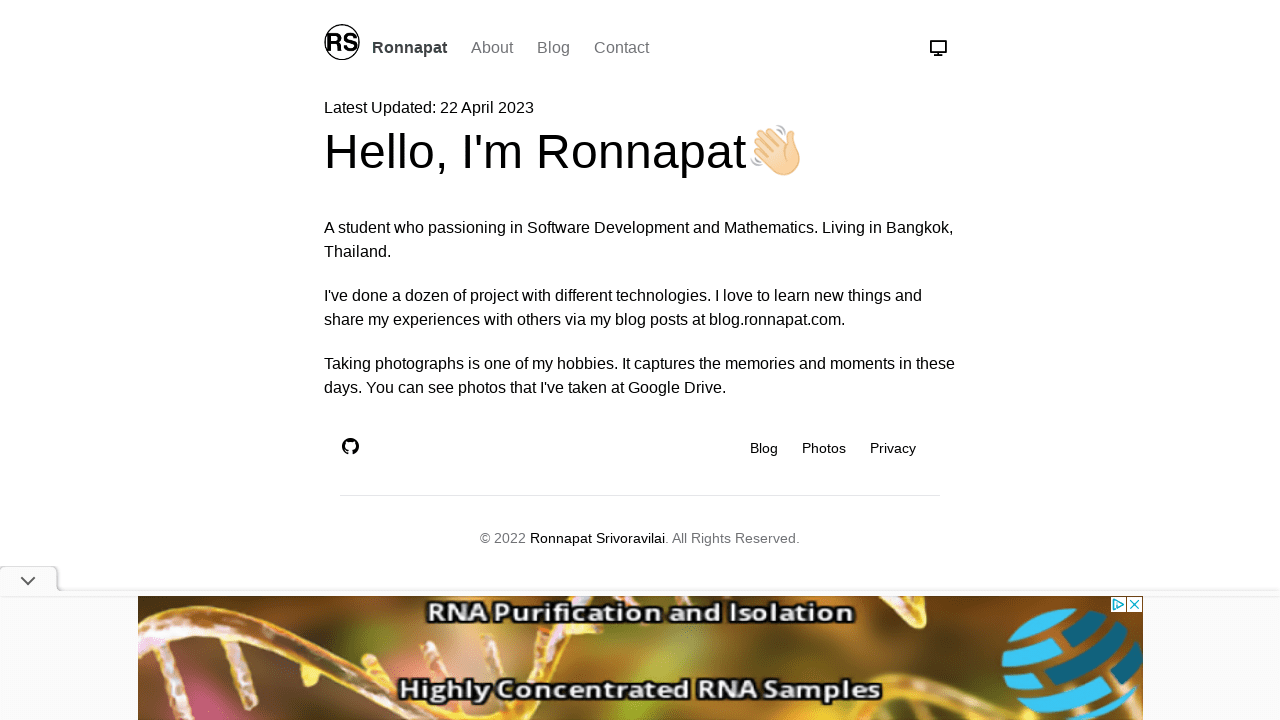 RS
Ronnapat About Blog Contact
Latest Updated: 22 April 2023
Hello, I'm Ronnapat👋🏻
A student who passioning in Software Development and Mathematics. Living in Bangkok,
Thailand.
I've done a dozen of project with different technologies. I love to learn new things and
share my experiences with others via my blog posts at blog.ronnapat.com.
Taking photographs is one of my hobbies. It captures the memories and moments in these
days. You can see photos that I've taken at Google Drive.
Blog Photos Privacy
© 2022 Ronnapat Srivoravilai. All Rights Reserved.
RNA Purification and Isolation
Highly Concentrated RNA Samples